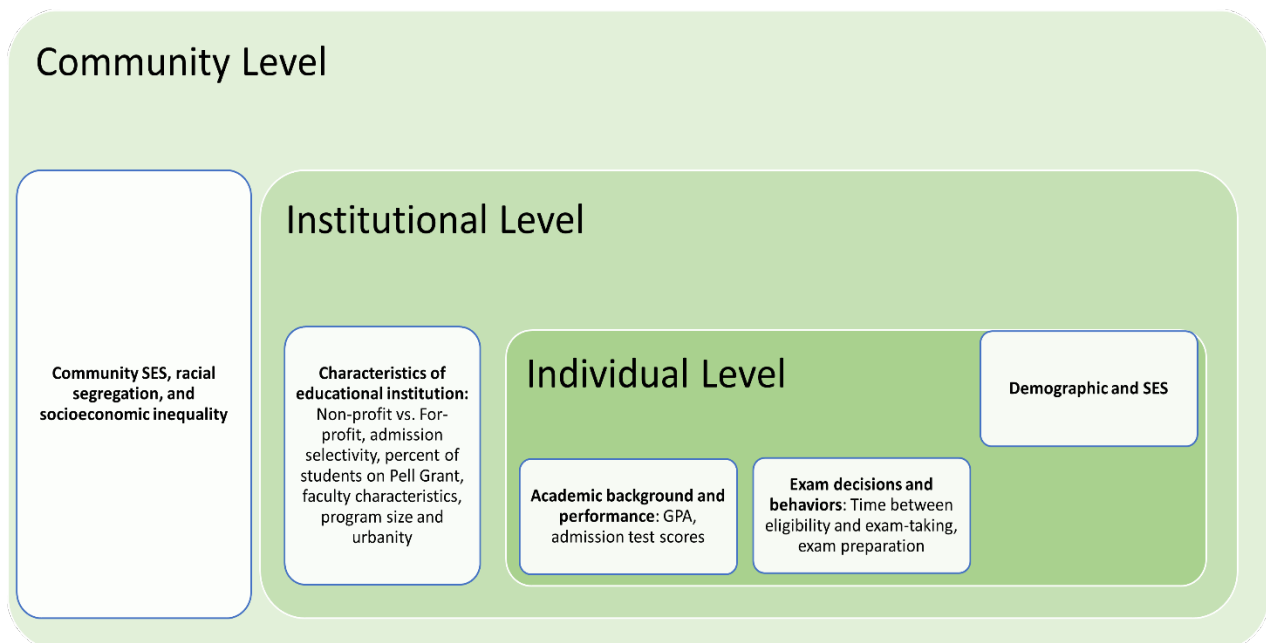 Community Level
Community SES, racial
segregation, and
socioeconomic inequality
Institutional Level
Characteristics of
educational institution:
Non-profit vs. For-
profit, admission
selectivity, percent of
students on Pell Grant,
faculty characteristics,
program size and
urbanity
Individual Level
Academic background and
performance: GPA,
admission test scores
Exam decisions and
behaviors: Time between
eligibility and exam-taking,
exam preparation
Demographic and SES